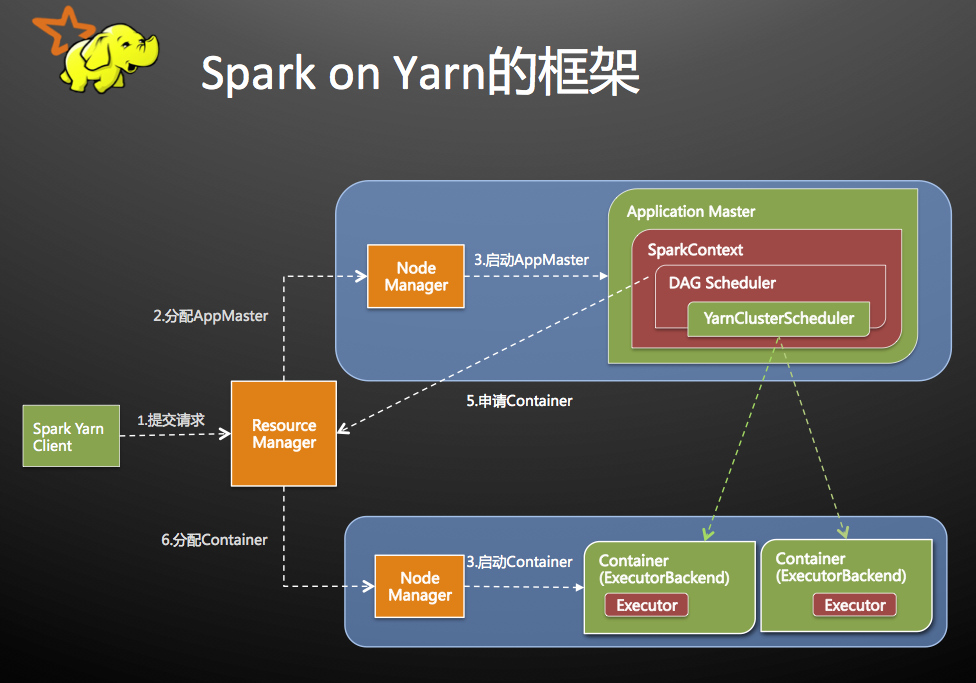 Spark on Yarn的框架
Application Master
SparkContext
DAG Scheduler
YarnClusterScheduler
Node
Manager
3.启动AppMaster
2.分配AppMaster
5.申请Container
Spark Yarn
Client
1.提交请求
Resource
Manager
6.分配Container
Node
Manager
3.启动Container
Container
(ExecutorBackend)
Executor
Container
(ExecutorBackend)
Executor